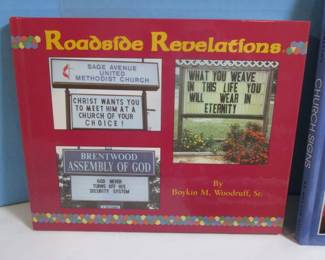 Roadside Revelations
SAGE AVENUE
UNITED
METHODIST CHURCH
CHRIST WANTS YOU
TO MEET HIM AT A
CHURCH OF YOUR
CHOICE!
WHAT YOU WEAVE
IN THIS LIFE YOU
WILL WEAR IN
ETERNITY
BRENTWOOD
ASSEMBLY OF GOD
GOD NEVER
TURNS OFF HIS
SECURITY SYSTEM
By
Boykin M. Woodruff, Sr.
CHURCH SIGNS